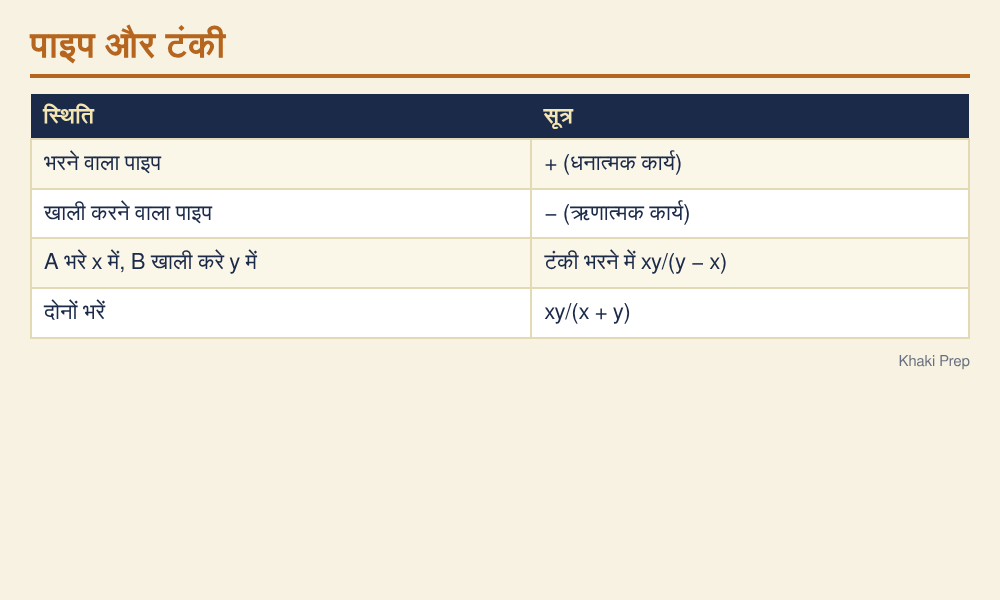 पाइप और टंकी
स्थिति	सूत्र
भरने वाला पाइप	+ (धनात्मक कार्य)
खाली करने वाला पाइप	− (ऋणात्मक कार्य)
A भरे x में, B खाली करे y में	टंकी भरने में xy/(y − x)
दोनों भरें	xy/(x + y)
Khaki Prep